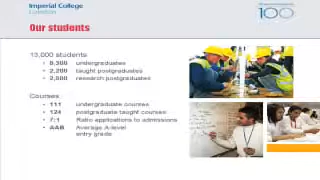 Imperial College
London
100
Our students
13,000 students
• 8,300 undergraduates
• 2,200 taught postgraduates
• 2,500 research postgraduates
Courses
• 111 undergraduate courses
• 124 postgraduate taught courses
• 7:1 Ratio applications to admissions
• AAB Average A-level
entry grade